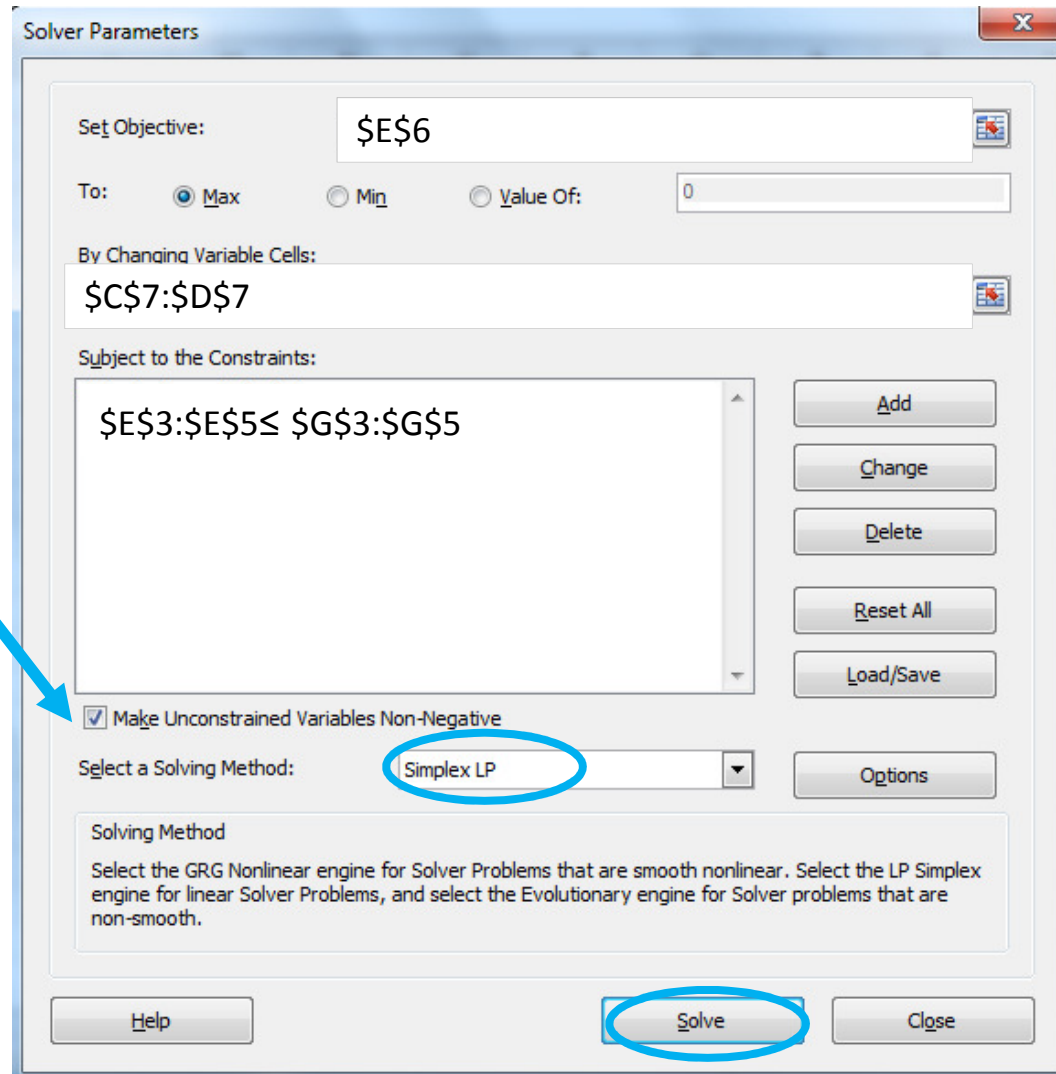 Solver Parameters
X
Set Objective: $E$6
To: Max Min Value Of: 0
By Changing Variable Cells:
$C$7:$D$7
Subject to the Constraints:
$E$3:$E$5≤ $G$3:$G$5
Add
Change
Delete
Reset All
Load/Save
Make Unconstrained Variables Non-Negative
Select a Solving Method: Simplex LP Options
Solving Method
Select the GRG Nonlinear engine for Solver Problems that are smooth nonlinear. Select the LP Simplex
engine for linear Solver Problems, and select the Evolutionary engine for Solver problems that are
non-smooth.
Help Solve Close